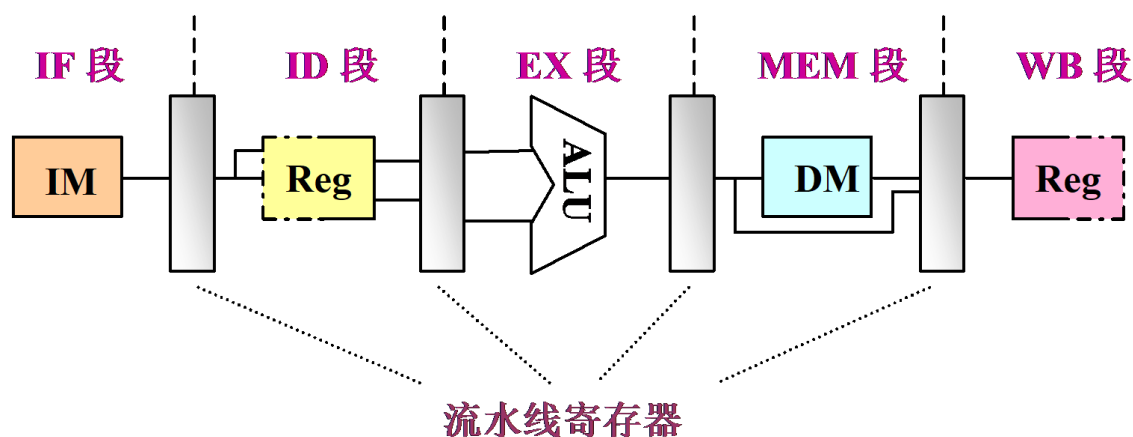 IF 段 ID 段 EX 段 MEM 段 WB 段
IM Reg ALU DM Reg
流水线寄存器